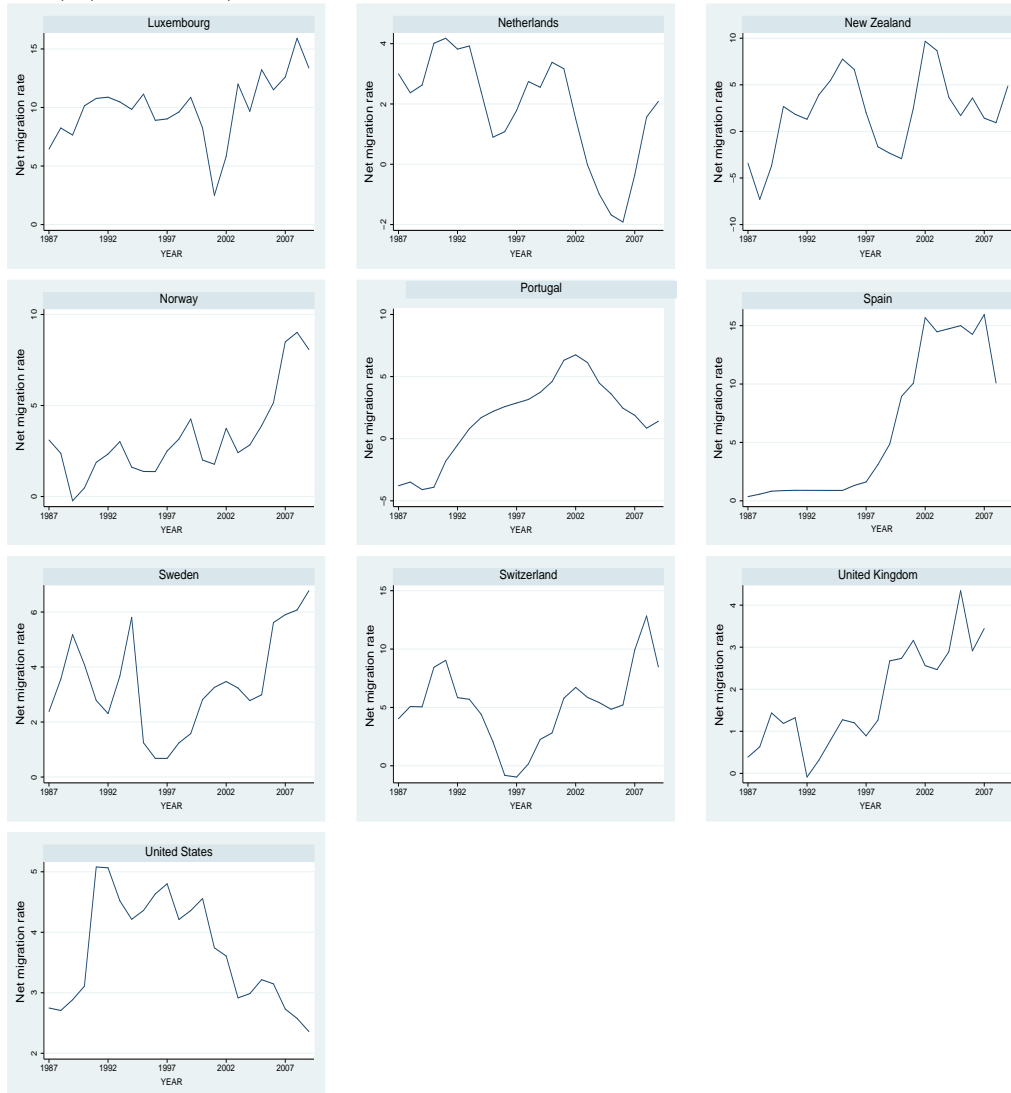 Luxembourg
Net migration rate
15
10
5
0
1987 1992 1997 2002 2007
YEAR
Netherlands
Net migration rate
4
2
0
−2
1987 1992 1997 2002 2007
YEAR
New Zealand
Net migration rate
10
5
0
−5
−10
1987 1992 1997 2002 2007
YEAR
Norway
Net migration rate
10
5
0
1987 1992 1997 2002 2007
YEAR
Portugal
Net migration rate
10
5
0
−5
1987 1992 1997 2002 2007
YEAR
Spain
Net migration rate
15
10
5
0
1987 1992 1997 2002 2007
YEAR
Sweden
Net migration rate
6
4
2
0
1987 1992 1997 2002 2007
YEAR
Switzerland
Net migration rate
15
10
5
0
1987 1992 1997 2002 2007
YEAR
United Kingdom
Net migration rate
4
3
2
1
0
1987 1992 1997 2002 2007
YEAR
United States
Net migration rate
5
4
3
2
1987 1992 1997 2002 2007
YEAR